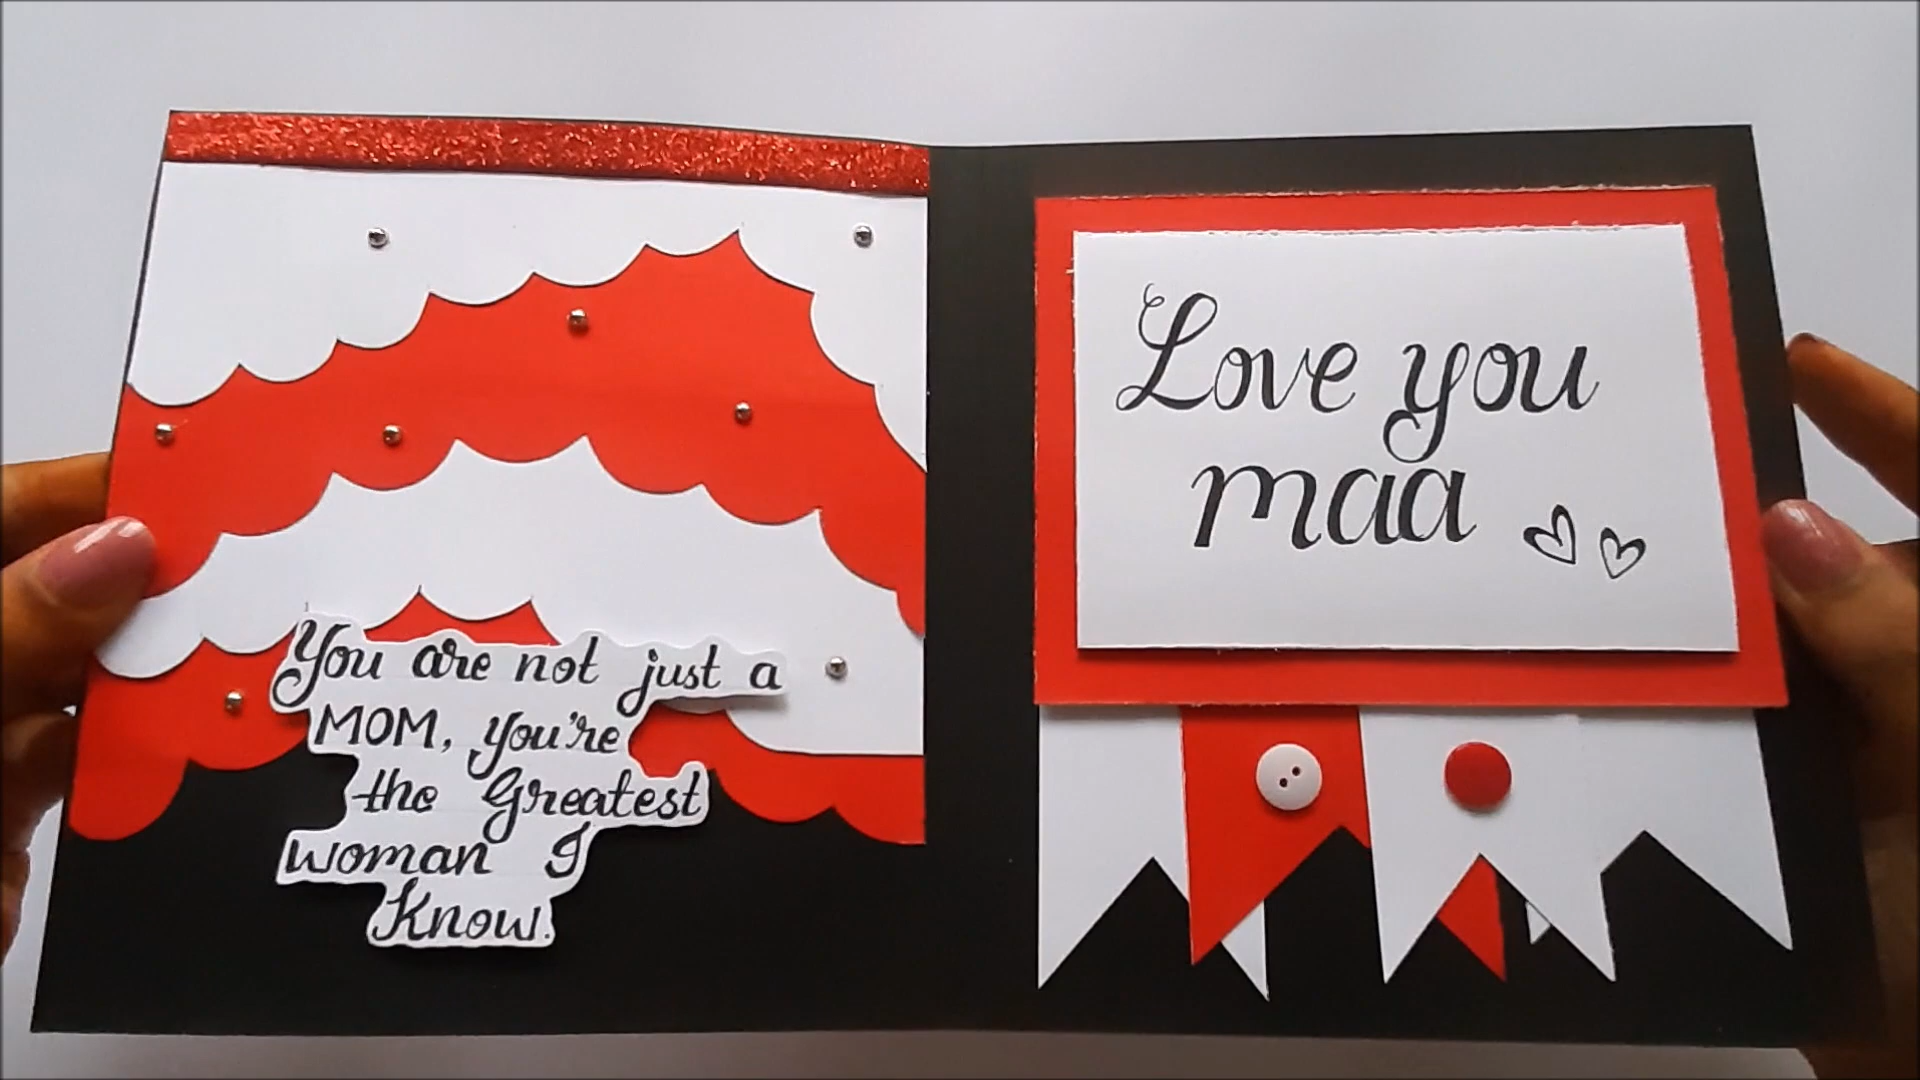 You are not just a
MOM, you're
the Greatest
woman I
Know.
Love you
maa